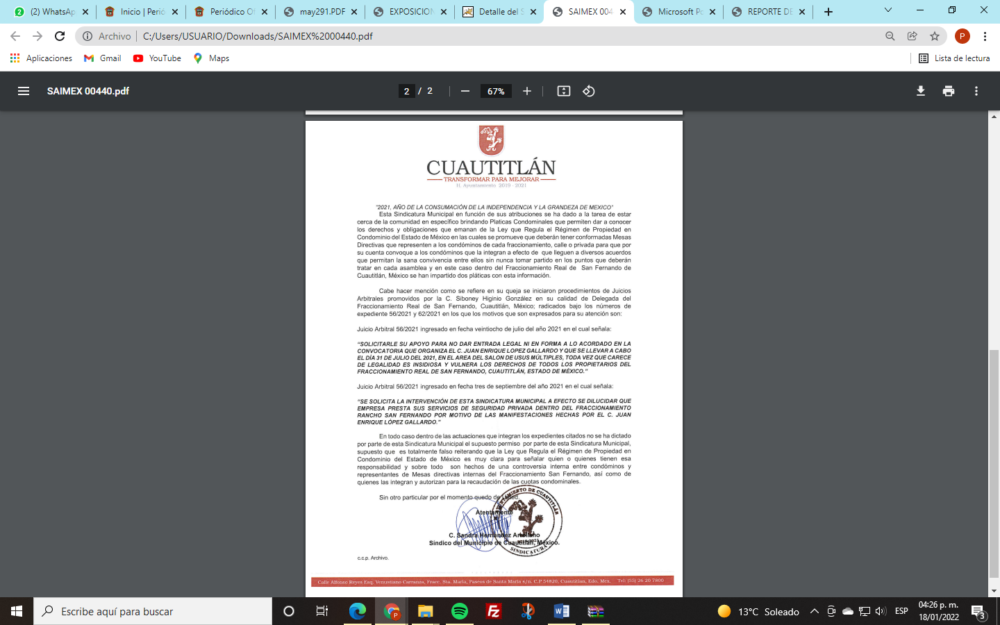 (2) WhatsAp
Inicio | Perió
Periódico Of
may291.PDF
EXPOSICION
Detalle del S
SAIMEX 004
Microsoft Po
REPORTE DE
Archivo
C:/Users/USUARIO/Downloads/SAIMEX%2000440.pdf
P
Aplicaciones
Gmail
YouTube
Maps
Lista de lectura
SAIMEX 00440.pdf
2 / 2
67%
CUAUTITLÁN
TRANSFORMAR PARA MEJORAR
H. Ayuntamiento 2019 - 2021
"2021, AÑO DE LA CONSUMACIÓN DE LA INDEPENDENCIA Y LA GRANDEZA DE MEXICO"
Esta Sindicatura Municipal en función de sus atribuciones se ha dado a la tarea de estar
cerca de la comunidad en específico brindando Platicas Condominales que permiten dar a conocer
los derechos y obligaciones que emanan de la Ley que Regula el Régimen de Propiedad en
Condominio del Estado de México en las cuales se promueve que deberán tener conformadas Mesas
Directivas que representen a los condóminos de cada fraccionamiento, calle o privada para que por
su cuenta convoque a los condóminos que la integran a efecto de que lleguen a diversos acuerdos
que permitan la sana convivencia entre ellos sin nunca tomar partido en los puntos que deberán
tratar en cada asamblea y en este caso dentro del Fraccionamiento Real de San Fernando de
Cuautitlán, México se han impartido dos pláticas con esta información.
Cabe hacer mención como se refiere en su queja se iniciaron procedimientos de Juicios
Arbitrales promovidos por la C. Siboney Higinio González en su calidad de Delegada del
Fraccionamiento Real de San Fernando, Cuautitlán, México; radicados bajo los números de
expediente 56/2021 y 62/2021 en los que los motivos que son expresados para su atención son:
Juicio Arbitral 56/2021 ingresado en fecha veintiocho de julio del año 2021 en el cual señala:
"SOLICITARLE SU APOYO PARA NO DAR ENTRADA LEGAL NI EN FORMA A LO ACORDADO EN LA
CONVOCATORIA QUE ORGANIZA EL C. JUAN ENRIQUE LOPEZ GALLARDO Y QUE SE LLEVAR A CABO
EL DÍA 31 DE JULIO DEL 2021, EN EL AREA DEL SALON DE USUS MÚLTIPLES, TODA VEZ QUE CARECE
DE LEGALIDAD ES INSIDIOSA Y VULNERA LOS DERECHOS DE TODOS LOS PROPIETARIOS DEL
FRACCIONAMIENTO REAL DE SAN FERNANDO, CUAUTITLÁN, ESTADO DE MÉXICO."
Juicio Arbitral 56/2021 ingresado en fecha tres de septiembre del año 2021 en el cual señala:
"SE SOLICITA LA INTERVENCIÓN DE ESTA SINDICATURA MUNICIPAL A EFECTO SE DILUCIDAR QUE
EMPRESA PRESTA SUS SERVICIOS DE SEGURIDAD PRIVADA DENTRO DEL FRACCIONAMIENTO
RANCHO SAN FERNANDO POR MOTIVO DE LAS MANIFESTACIONES HECHAS POR EL C. JUAN
ENRIQUE LÓPEZ GALLARDO."
En todo caso dentro de las actuaciones que integran los expedientes citados no se ha dictado
por parte de esta Sindicatura Municipal el supuesto permiso por parte de esta Sindicatura Municipal,
supuesto que es totalmente falso reiterando que la Ley que Regula el Régimen de Propiedad en
Condominio del Estado de México es muy clara para señalar quien o quienes tienen esa
responsabilidad y sobre todo son hechos de una controversia interna entre condóminos y
representantes de Mesas directivas internas del Fraccionamiento San Fernando, así como de
quienes las integran y autorizan para la recaudación de las cuotas condominales.
Sin otro particular por el momento quedo de Usted.
Atentamente
C. Sandra Hernández Arellano
Síndico del Municipio de Cuautitlán, México.
SINDICATURA
c.c.p. Archivo.
Calle Alfonso Reyes Esq. Venustiano Carranza, Fracc. Sta. María, Paseos de Santa María s/n. C.P 54820, Cuautitlan, Edo. Mex. Tel: (55) 26 20 7800
Escribe aquí para buscar
13°C Soleado
ESP
04:26 p. m.
18/01/2022
3